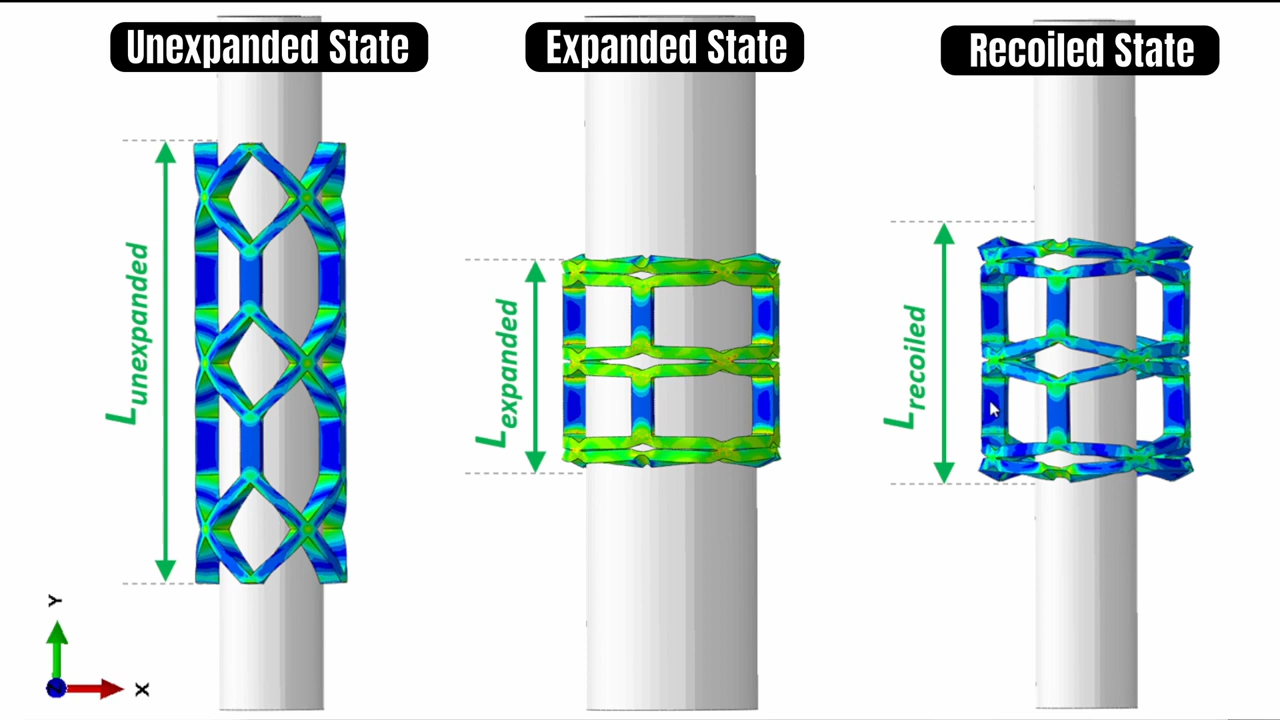 Unexpanded State
Expanded State
Recoiled State
Lunexpanded
Lexpanded
Lrecoiled
Y
X